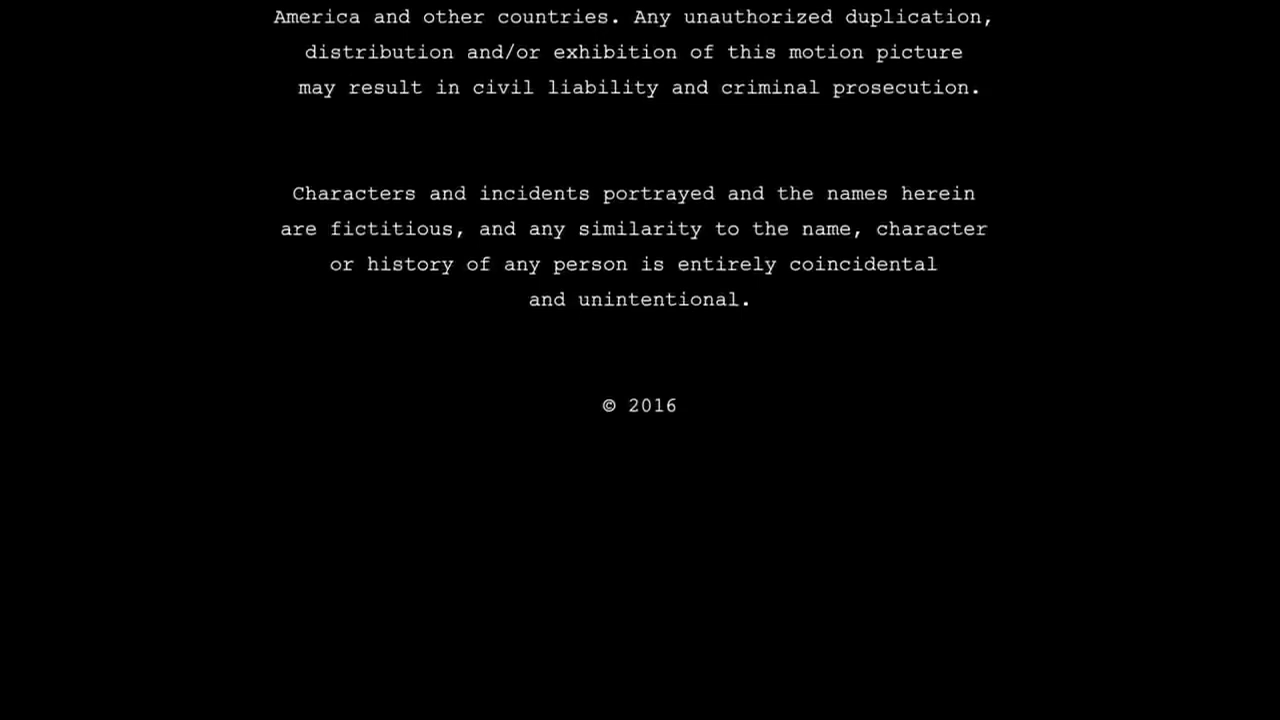 America and other countries. Any unauthorized duplication,
distribution and/or exhibition of this motion picture
may result in civil liability and criminal prosecution.
Characters and incidents portrayed and the names herein
are fictitious, and any similarity to the name, character
or history of any person is entirely coincidental
and unintentional.
© 2016